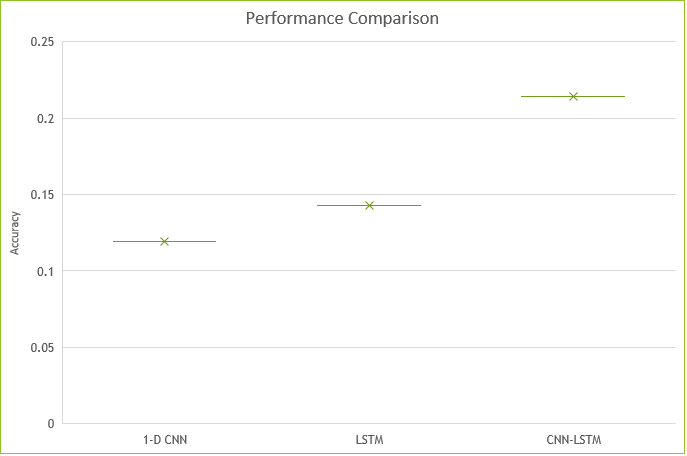 Performance Comparison
0.25
0.2
0.15
0.1
0.05
0
Accuracy
1-D CNN
LSTM
CNN-LSTM